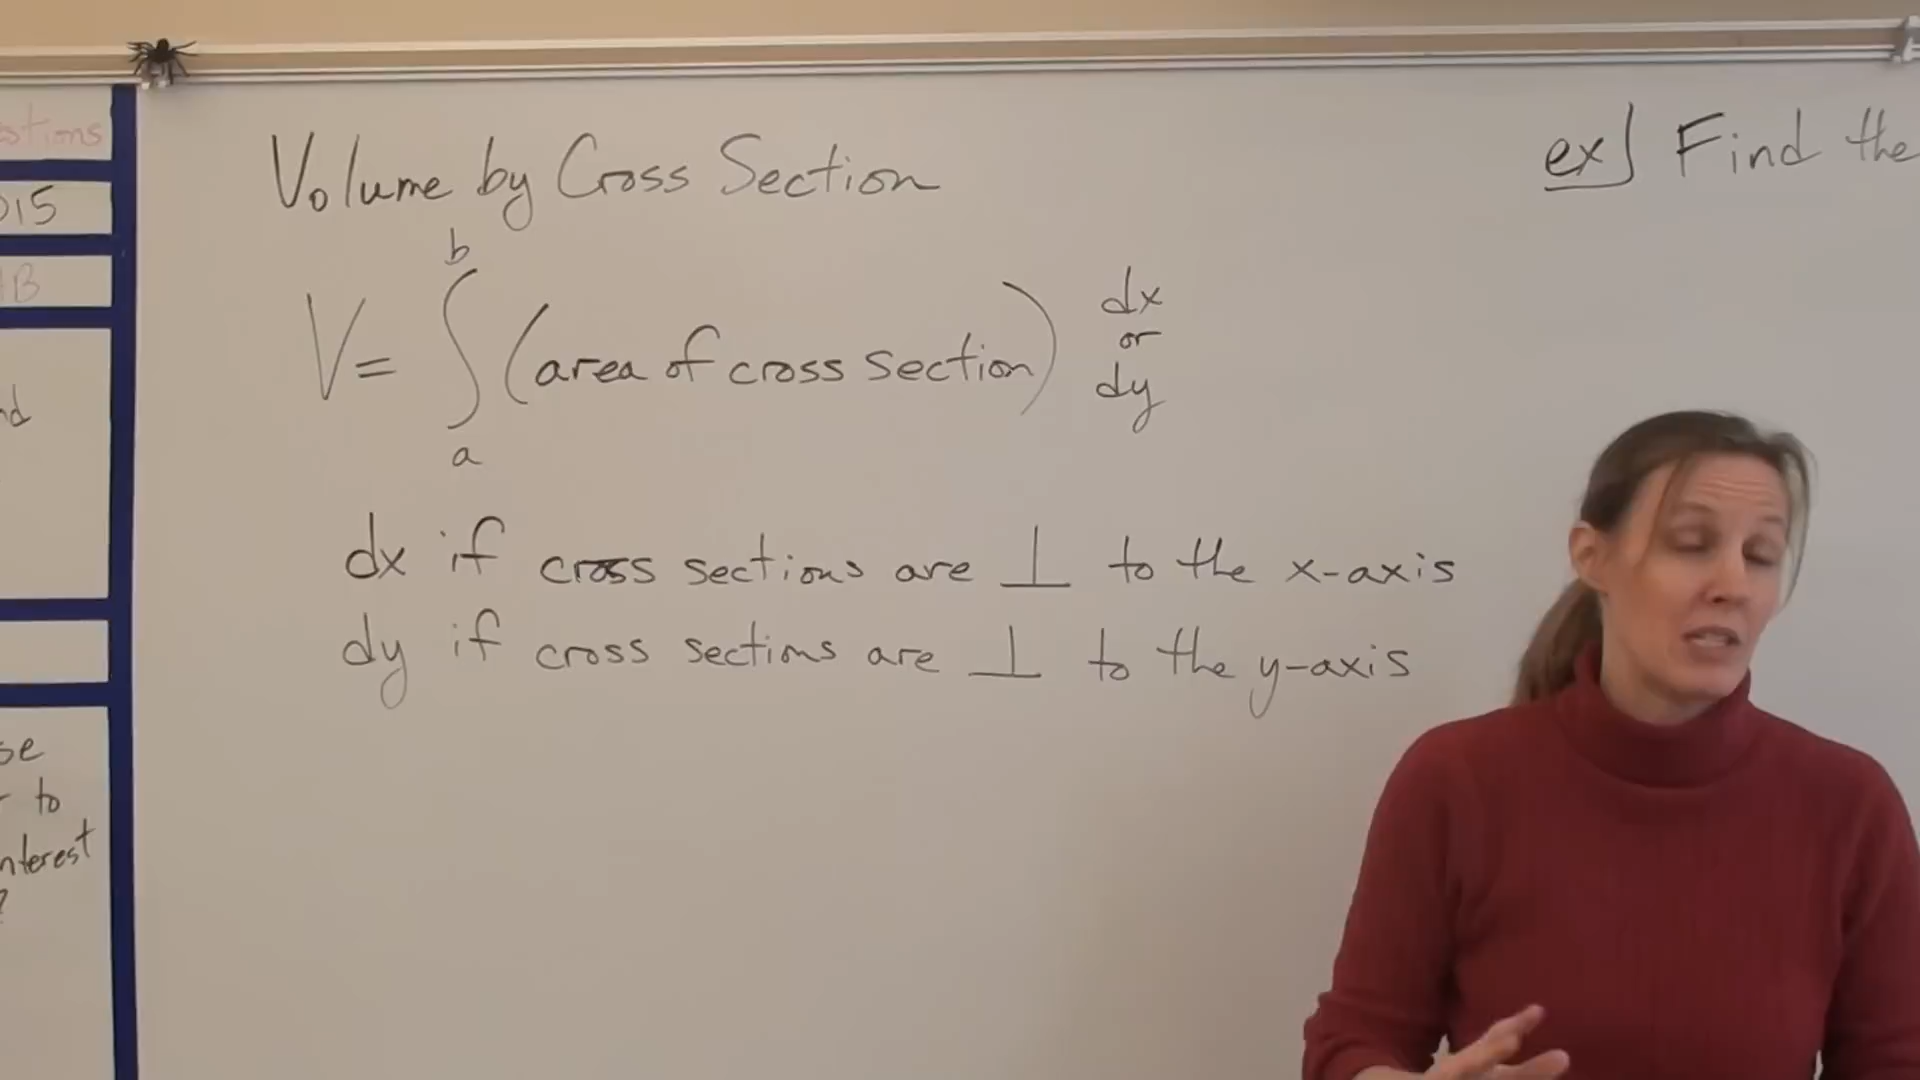 Volume by Cross Section
b
V= ∫ (area of cross section) dx
or
dy
a
dx if cross sections are ⊥ to the x-axis
dy if cross sections are ⊥ to the y-axis
ex) Find the
to